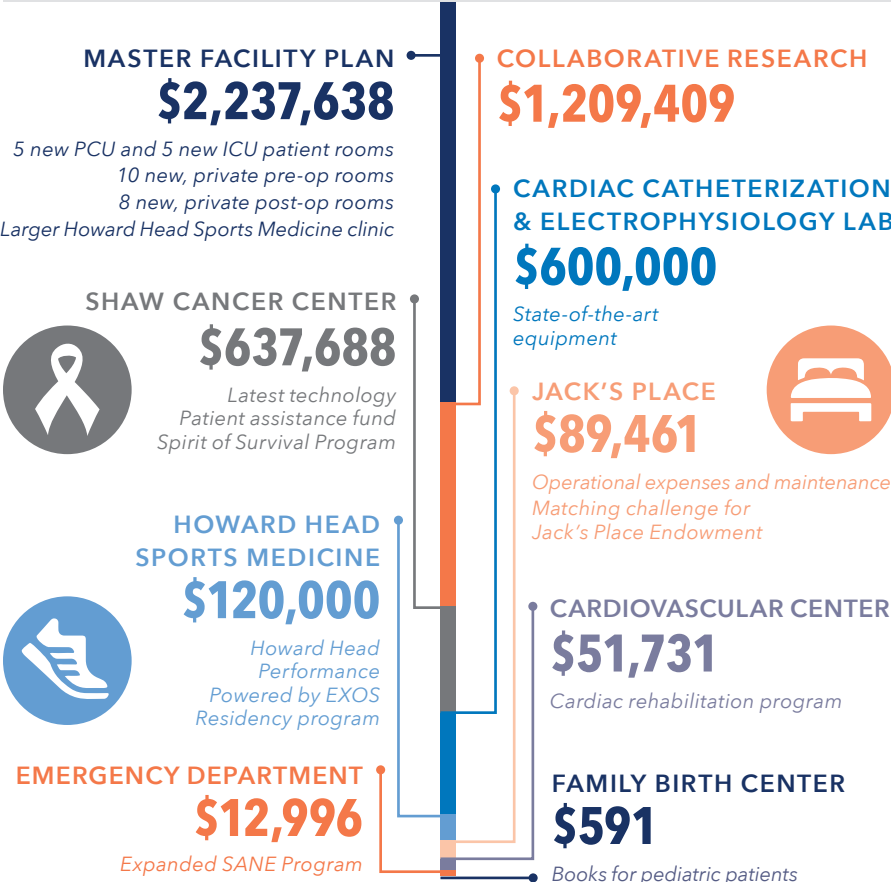 MASTER FACILITY PLAN
$2,237,638
5 new PCU and 5 new ICU patient rooms
10 new, private pre-op rooms
8 new, private post-op rooms
Larger Howard Head Sports Medicine clinic
COLLABORATIVE RESEARCH
$1,209,409
CARDIAC CATHETERIZATION
& ELECTROPHYSIOLOGY LAB
$600,000
State-of-the-art
equipment
SHAW CANCER CENTER
$637,688
Latest technology
Patient assistance fund
Spirit of Survival Program
JACK’S PLACE
$89,461
Operational expenses and maintenance
Matching challenge for
Jack’s Place Endowment
HOWARD HEAD
SPORTS MEDICINE
$120,000
Howard Head
Performance
Powered by EXOS
Residency program
CARDIOVASCULAR CENTER
$51,731
Cardiac rehabilitation program
EMERGENCY DEPARTMENT
$12,996
Expanded SANE Program
FAMILY BIRTH CENTER
$591
Books for pediatric patients